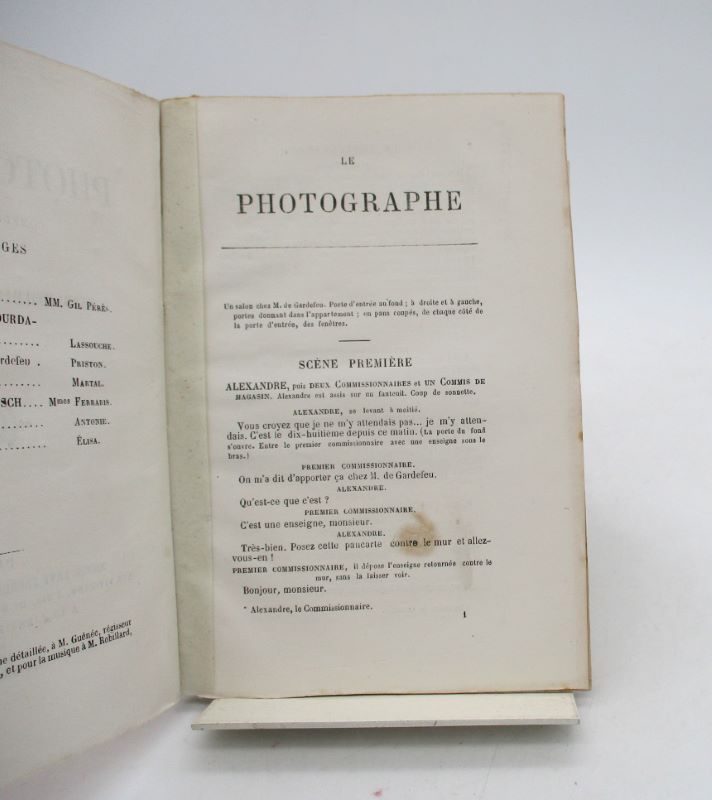 GES
MM. Gil Pérès.
OURDA-
Lassouche.
rdefeu . Priston.
Martal.
SCH.... Mmes Ferraris.
Antonie.
Élisa.
ne détaillée, à M. Guénée, régisseur
, et pour la musique à M. Robillard,
LE
PHOTOGRAPHE
Un salon chez M. de Gardefeu. Porte d'entrée au fond ; à droite et à gauche,
portes donnant dans l'appartement ; en pans coupés, de chaque côté de
la porte d'entrée, des fenêtres.
SCÈNE PREMIÈRE
ALEXANDRE, puis DEUX COMMISSIONNAIRES et UN COMMIS DE
MAGASIN. Alexandre est assis sur un fauteuil. Coup de sonnette.
ALEXANDRE, se levant à moitié.
Vous croyez que je ne m'y attendais pas... je m'y atten-
dais. C'est le dix-huitième depuis ce matin. (La porte du fond
s'ouvre. Entre le premier commissionnaire avec une enseigne sous le
bras.)
PREMIER COMMISSIONNAIRE.
On m'a dit d'apporter ça chez M. de Gardefeu.
ALEXANDRE.
Qu'est-ce que c'est ?
PREMIER COMMISSIONNAIRE.
C'est une enseigne, monsieur.
ALEXANDRE.
Très-bien. Posez cette pancarte contre le mur et allez-
vous-en !
PREMIER COMMISSIONNAIRE, il dépose l'enseigne retournée contre le
mur, sans la laisser voir.
Bonjour, monsieur.
* Alexandre, le Commissionnaire.
1